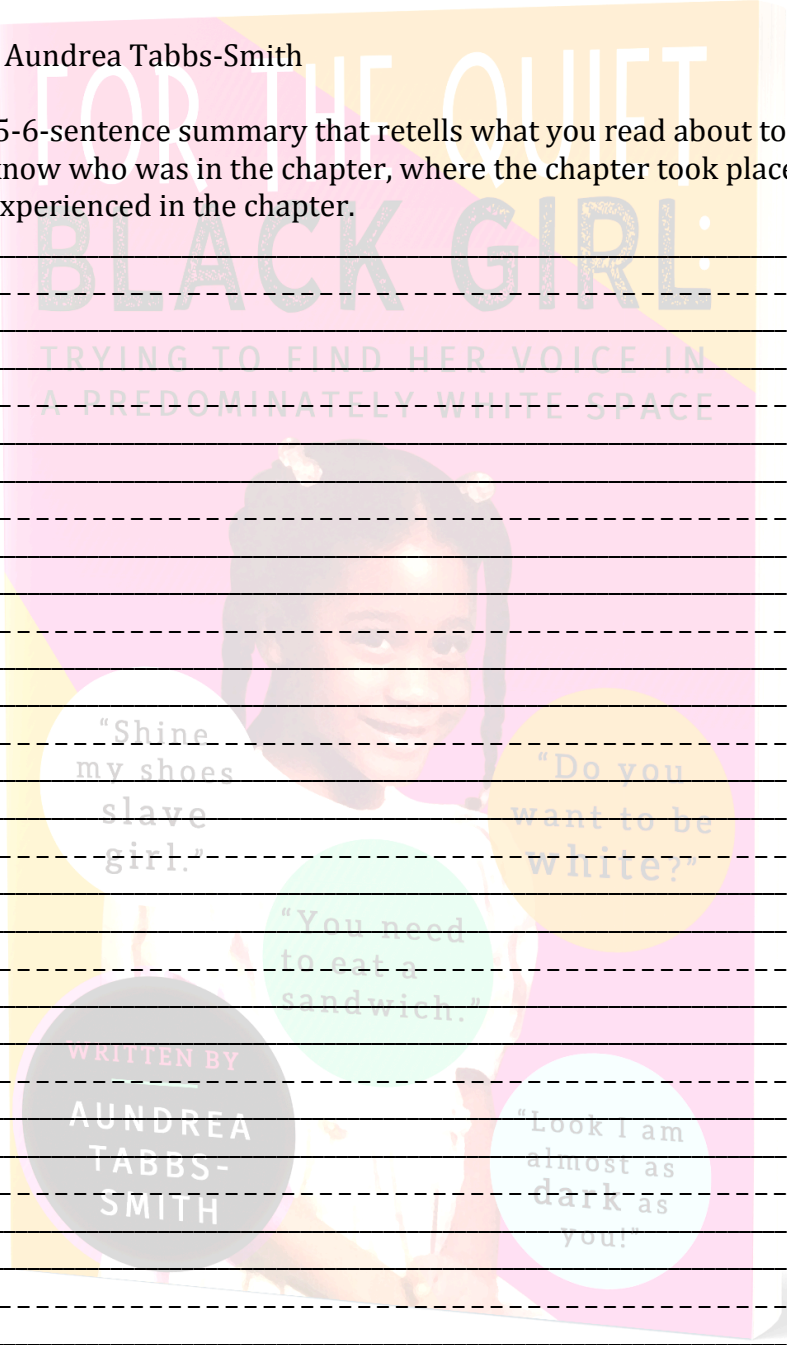 Aundrea Tabbs-Smith
5-6-sentence summary that retells what you read about to
know who was in the chapter, where the chapter took place
xperienced in the chapter.
FOR THE QUIET
BLACK GIRL:
TRYING TO FIND HER VOICE IN
A PREDOMINATELY WHITE SPACE
"Shine
my shoes
slave
girl."
"Do you
want to be
white?"
"You need
to eat a
sandwich."
WRITTEN BY
AUNDREA
TABBS-
SMITH
"Look I am
almost as
dark as
you!"